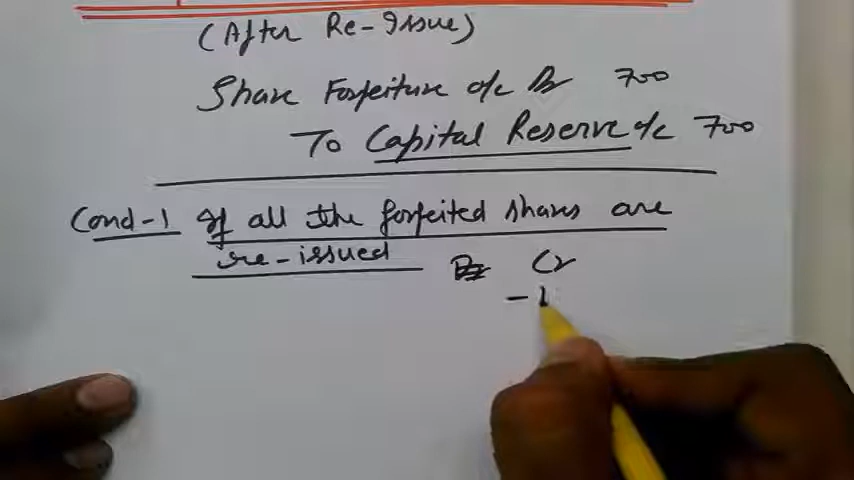 (After Re-Issue)
Share Forfeiture a/c Dr 700
To Capital Reserve a/c 700
Cond-1 If all the forfeited shares are
re-issued Cr
-